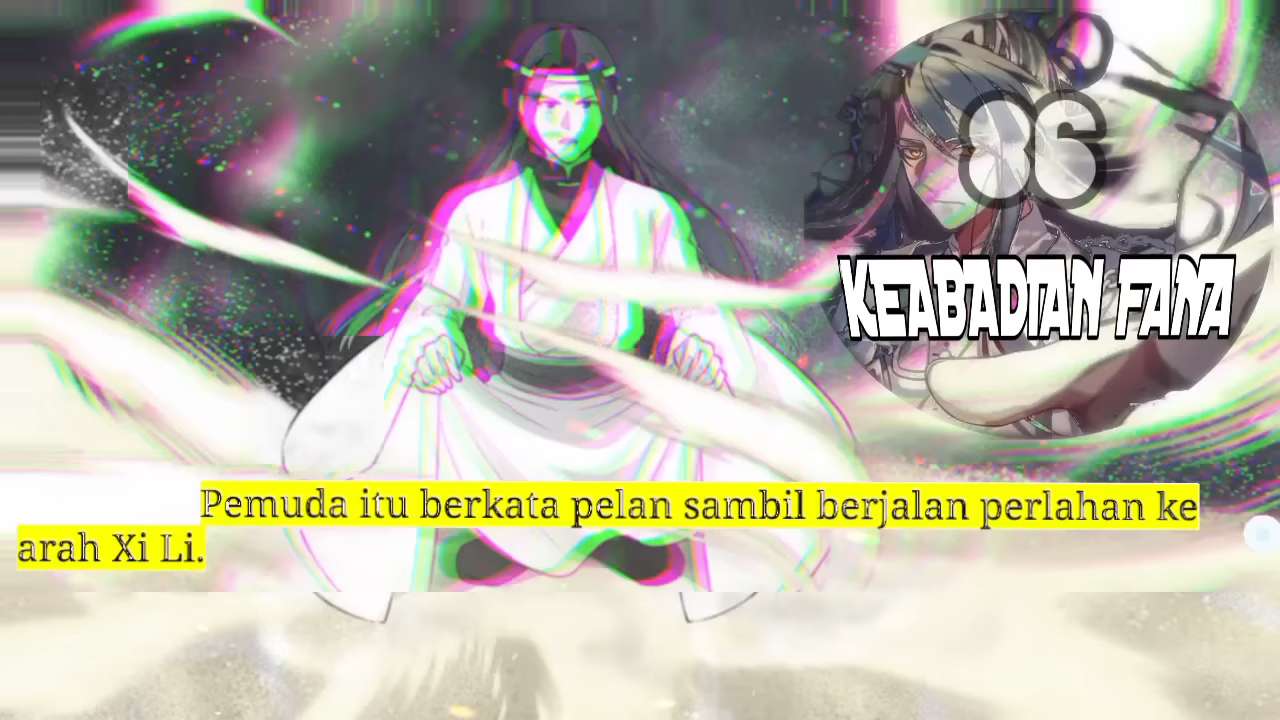 86
KEABADIAN FANA
Pemuda itu berkata pelan sambil berjalan perlahan ke
arah Xi Li.